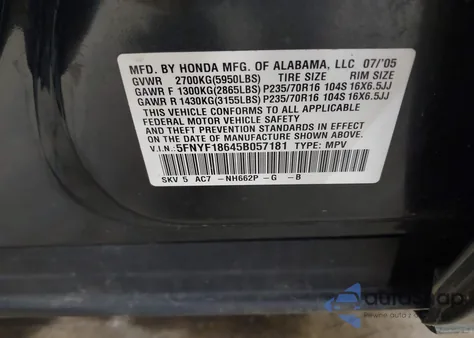 MFD. BY HONDA MFG. OF ALABAMA, LLC 07/'05
GVWR 2700KG(5950LBS) TIRE SIZE RIM SIZE
GAWR F 1300KG(2865LBS) P235/70R16 104S 16X6.5JJ
GAWR R 1430KG(3155LBS) P235/70R16 104S 16X6.5JJ
THIS VEHICLE CONFORMS TO ALL APPLICABLE
FEDERAL MOTOR VEHICLE SAFETY STANDARDS
IN EFFECT ON THE DATE
OF MANUFACTURE SHOWN ABOVE.
V.I.N.: 5FNYF18645B057181 TYPE: MPV
SKV 5 AC7 -NH662P -G -B